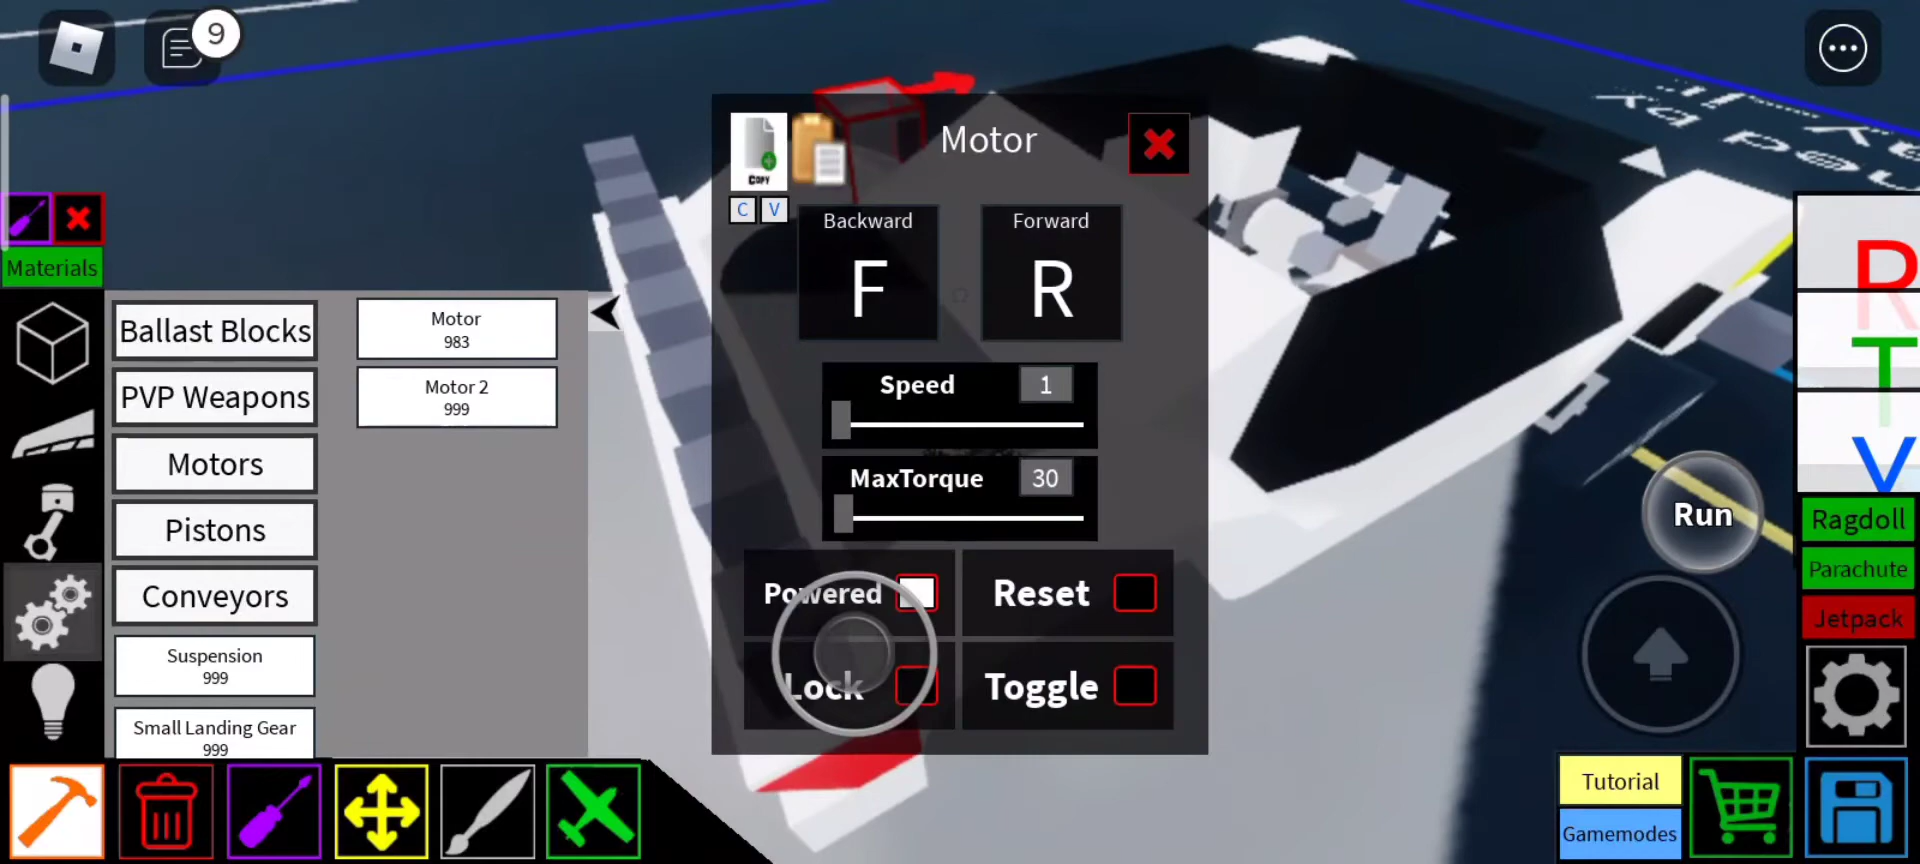 9
Motor
COPY
C V
Backward Forward
F R
Speed 1
MaxTorque 30
Powered Reset
Lock Toggle
Materials
Ballast Blocks
PVP Weapons
Motors
Pistons
Conveyors
Suspension
999
Small Landing Gear
999
Motor
983
Motor 2
999
Run
R
T
V
Ragdoll
Parachute
Jetpack
Tutorial
Gamemodes